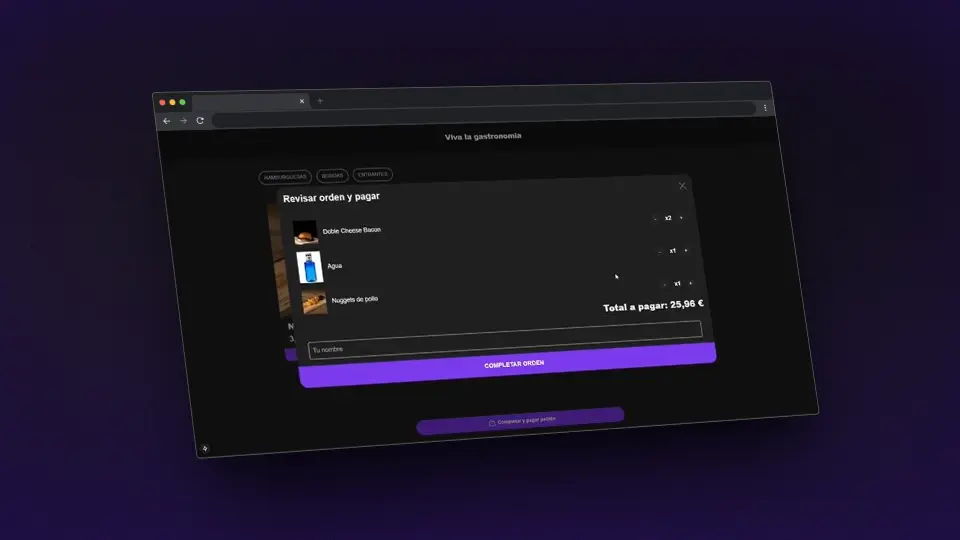 Viva la gastronomia
HAMBURGUESAS
BEBIDAS
ENTRANTES
Revisar orden y pagar
Doble Cheese Bacon
- x2 +
Agua
- x1 +
Nuggets de pollo
- x1 +
Total a pagar: 25,96 €
Tu nombre
COMPLETAR ORDEN
y pagar pedido